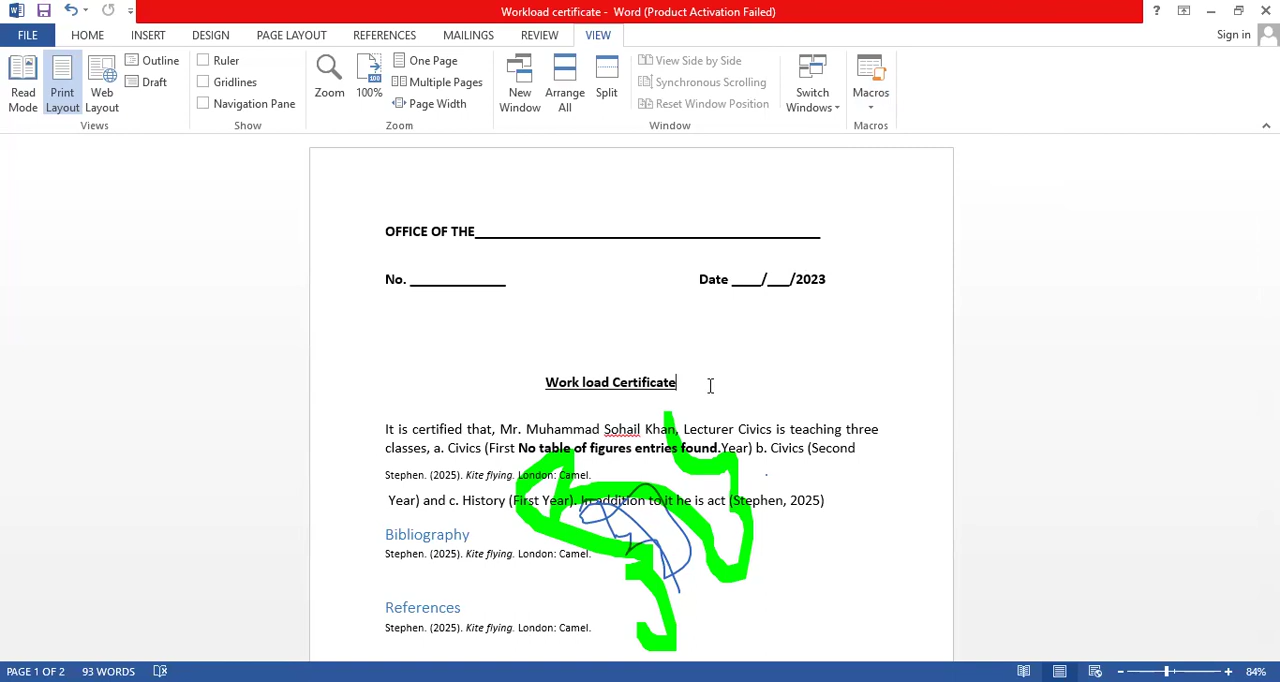 Workload certificate - Word (Product Activation Failed)
?
FILE HOME INSERT DESIGN PAGE LAYOUT REFERENCES MAILINGS REVIEW VIEW Sign in
Read Mode
Print Layout
Web Layout
Outline
Draft
Views
Ruler
Gridlines
Navigation Pane
Show
Zoom
100%
One Page
Multiple Pages
Page Width
Zoom
New Window
Arrange All
Split
View Side by Side
Synchronous Scrolling
Reset Window Position
Window
Switch Windows
Macros
Macros
OFFICE OF THE____________________________________________
No. ____________ Date ____/___/2023
Work load Certificate
It is certified that, Mr. Muhammad Sohail Khan, Lecturer Civics is teaching three
classes, a. Civics (First No table of figures entries found.Year) b. Civics (Second
Stephen. (2025). Kite flying. London: Camel.
Year) and c. History (First Year). In addition to it he is act (Stephen, 2025)
Bibliography
Stephen. (2025). Kite flying. London: Camel.
References
Stephen. (2025). Kite flying. London: Camel.
PAGE 1 OF 2 93 WORDS 84%